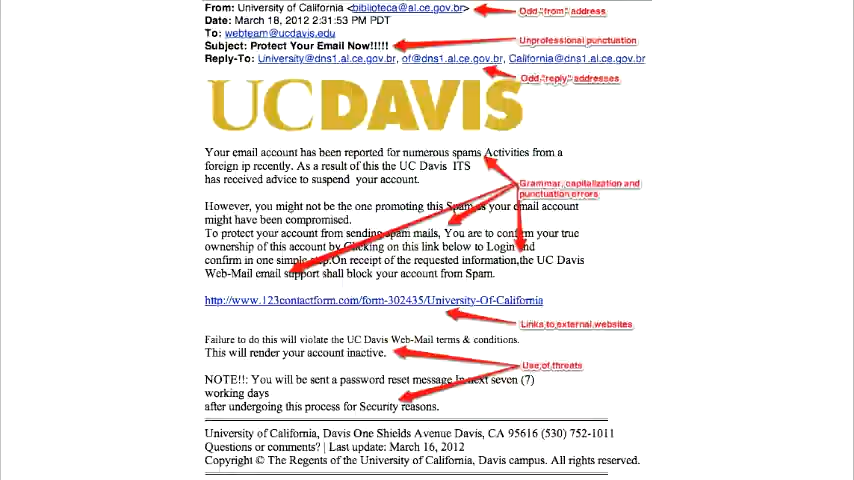 From: University of California <biblioteca@al.ce.gov.br>
Odd "from" address
Date: March 18, 2012 2:31:53 PM PDT
To: webteam@ucdavis.edu
Subject: Protect Your Email Now!!!!!
Unprofessional punctuation
Reply-To: University@dns1.al.ce.gov.br, of@dns1.al.ce.gov.br, California@dns1.al.ce.gov.br
Odd "reply" addresses
UCDAVIS
Your email account has been reported for numerous spams Activities from a
foreign ip recently. As a result of this the UC Davis ITS
has received advice to suspend your account.
Grammar, capitalization and
punctuation errors
However, you might not be the one promoting this Spam as your email account
might have been compromised.
To protect your account from sending spam mails, You are to confirm your true
ownership of this account by Clicking on this link below to Login and
confirm in one simple step.On receipt of the requested information,the UC Davis
Web-Mail email support shall block your account from Spam.
http://www.123contactform.com/form-302435/University-Of-California
Links to external websites
Failure to do this will violate the UC Davis Web-Mail terms & conditions.
This will render your account inactive.
Use of threats
NOTE!!: You will be sent a password reset message In next seven (7)
working days
after undergoing this process for Security reasons.
University of California, Davis One Shields Avenue Davis, CA 95616 (530) 752-1011
Questions or comments? | Last update: March 16, 2012
Copyright © The Regents of the University of California, Davis campus. All rights reserved.